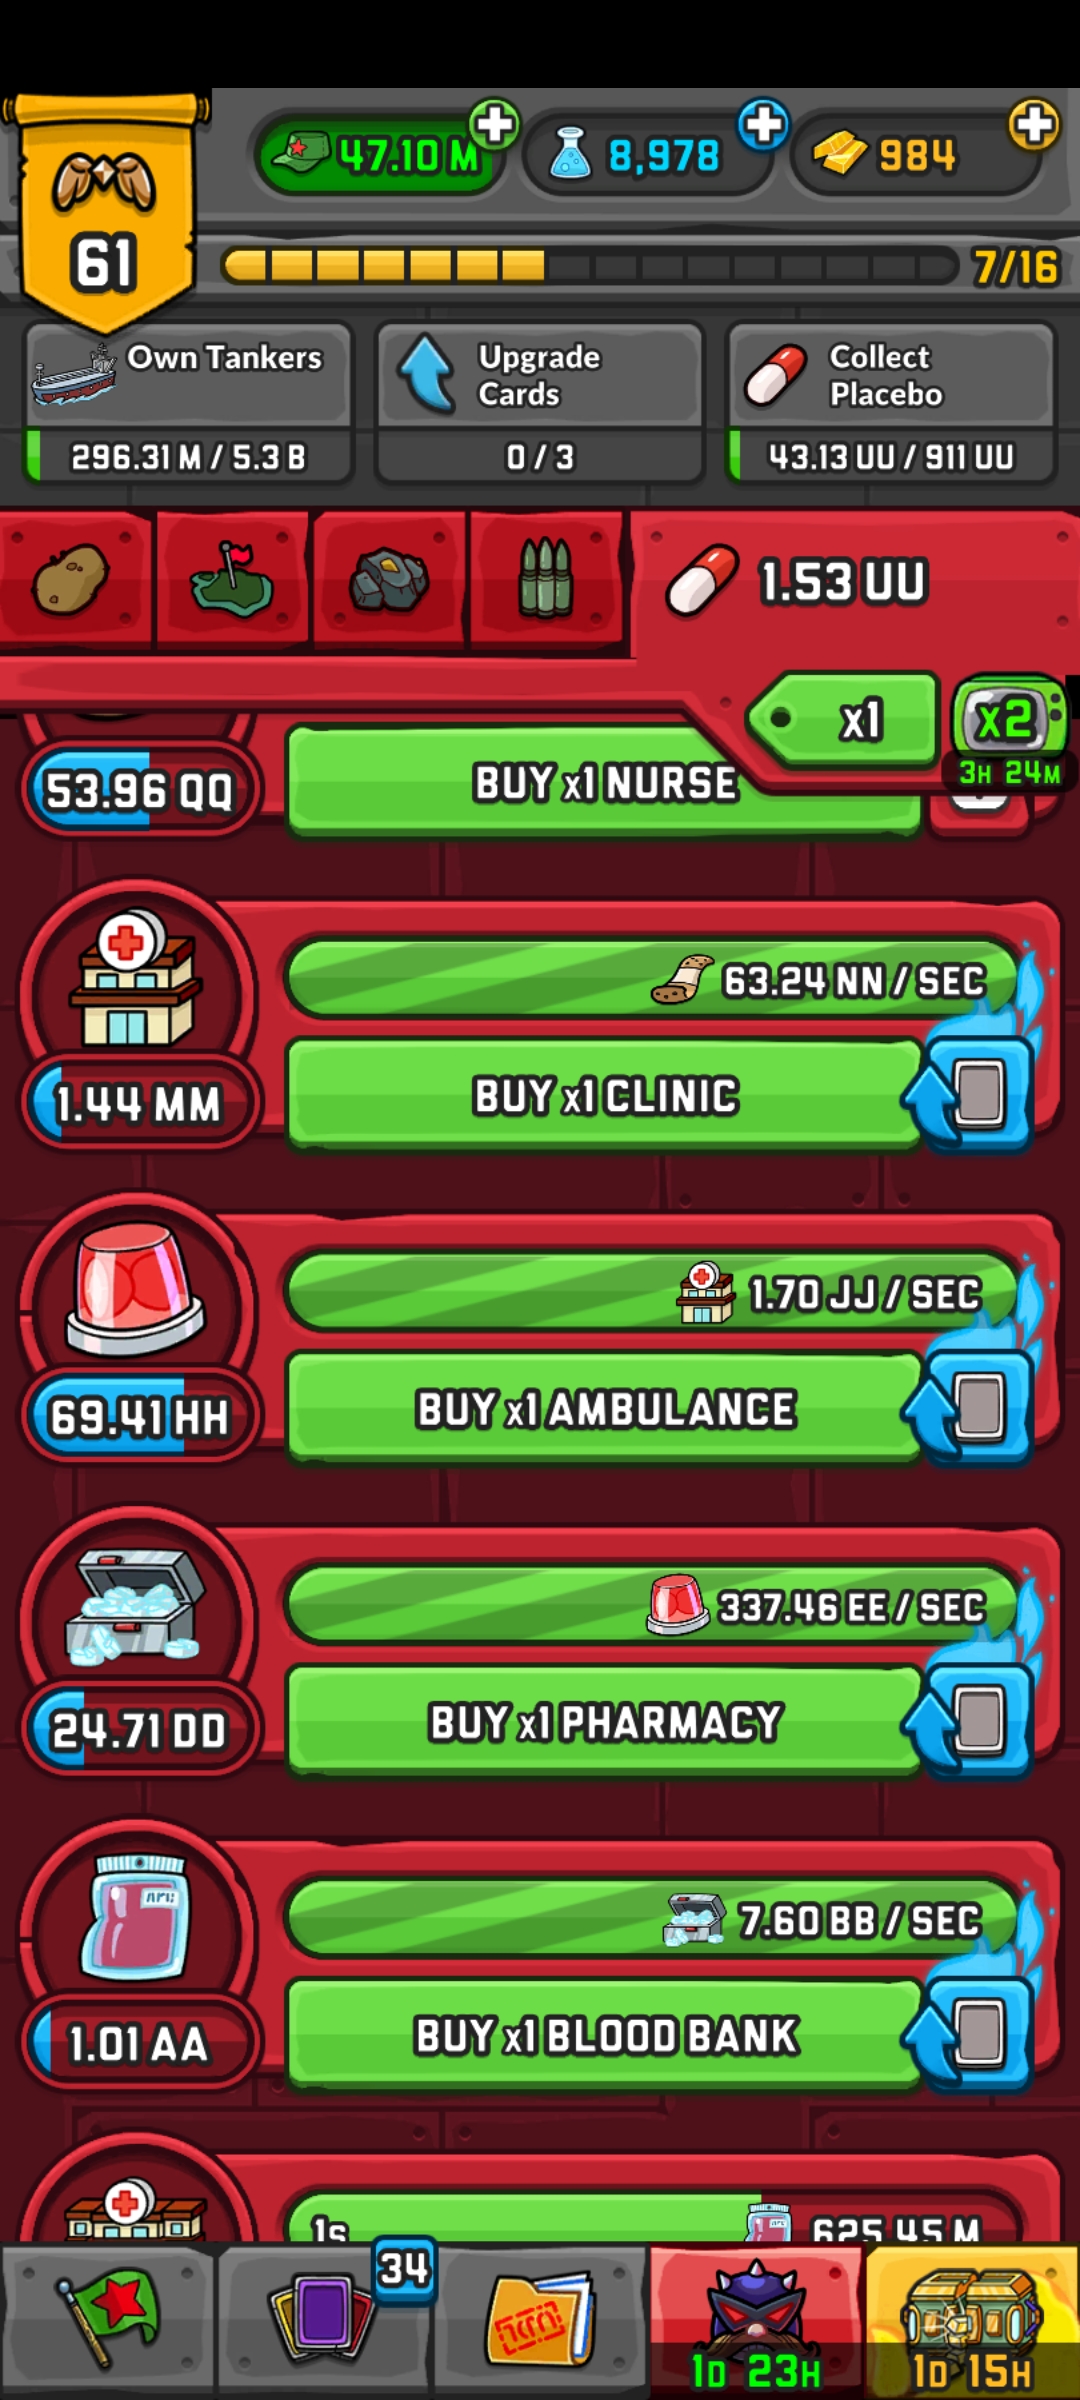 47.10 M
8,978
984
61
7/16
Own Tankers
296.31 M / 5.3 B
Upgrade
Cards
0 / 3
Collect
Placebo
43.13 UU / 911 UU
1.53 UU
x1
x2
3H 24M
53.96 QQ
BUY x1 NURSE
63.24 NN / SEC
1.44 MM
BUY x1 CLINIC
1.70 JJ / SEC
69.41 HH
BUY x1 AMBULANCE
337.46 EE / SEC
24.71 DD
BUY x1 PHARMACY
7.60 BB / SEC
1.01 AA
BUY x1 BLOOD BANK
1s
625.45 M
34
1D 23H
1D 15H